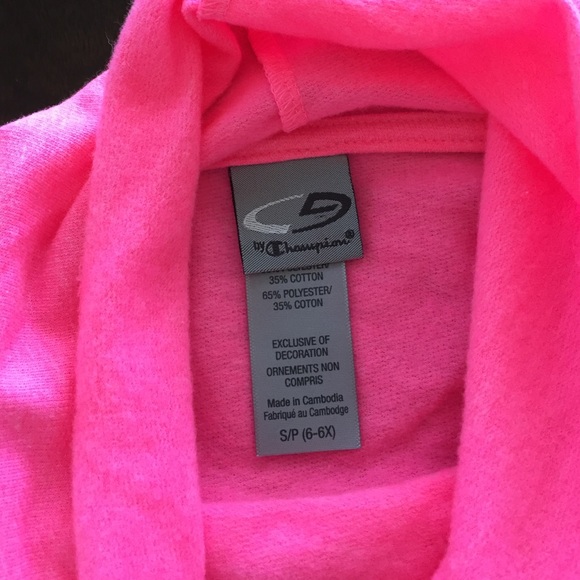 C9
by Champion®
35% COTTON
65% POLYESTER/
35% COTON
EXCLUSIVE OF
DECORATION
ORNEMENTS NON
COMPRIS
Made in Cambodia
Fabriqué au Cambodge
S/P (6-6X)